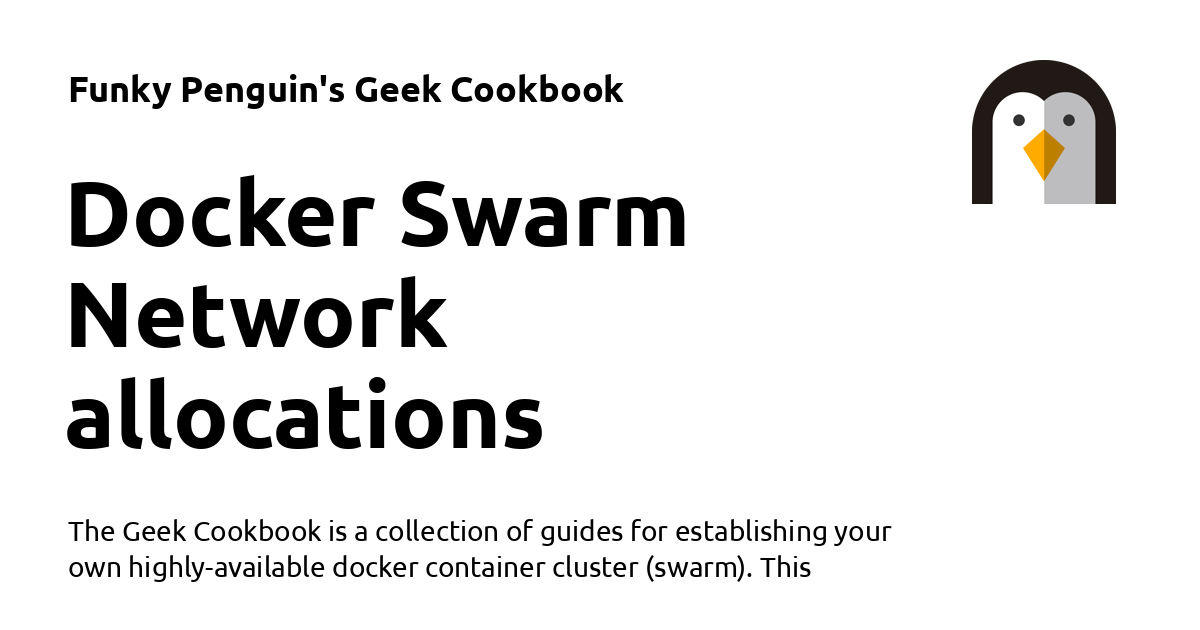 Funky Penguin's Geek Cookbook
Docker Swarm
Network
allocations
The Geek Cookbook is a collection of guides for establishing your
own highly-available docker container cluster (swarm). This